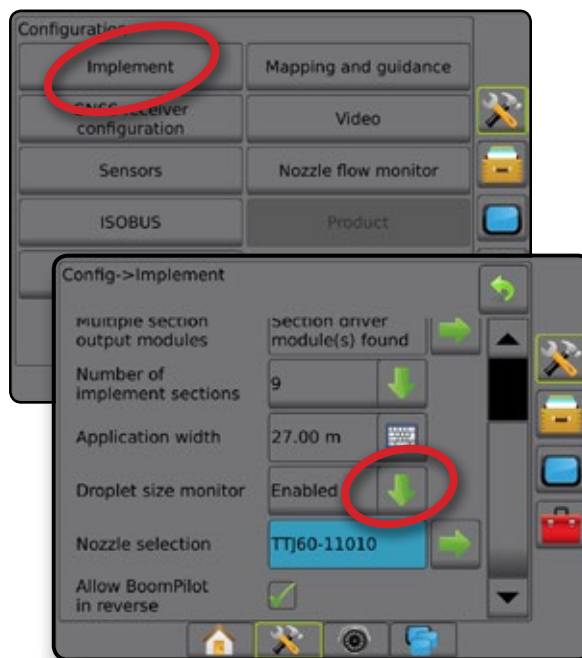 Configuration
Implement
Mapping and guidance
GNSS receiver
configuration
Video
Sensors
Nozzle flow monitor
ISOBUS
Product
Config->Implement
Multiple section
output modules
Section driver
module(s) found
Number of
implement sections
9
Application width
27.00 m
Droplet size monitor
Enabled
Nozzle selection
TTJ60-11010
Allow BoomPilot
in reverse